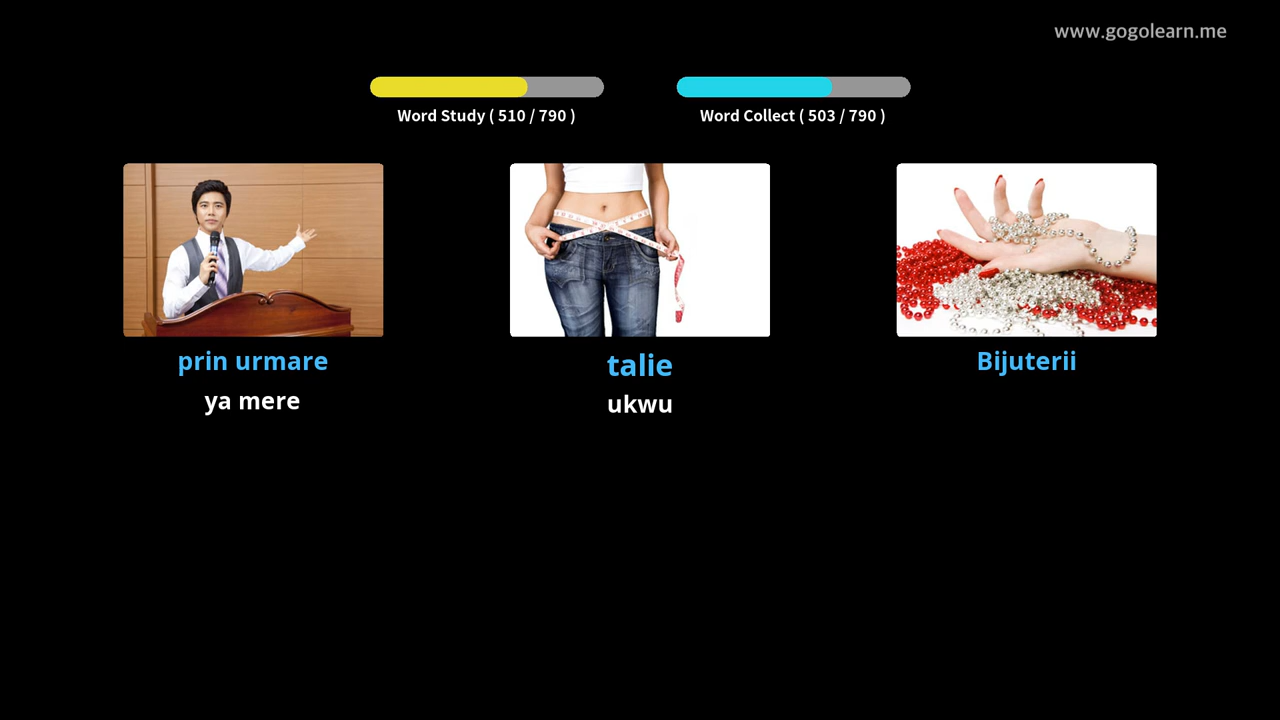 www.gogolearn.me
Word Study ( 510 / 790 )
Word Collect ( 503 / 790 )
prin urmare
ya mere
talie
ukwu
Bijuterii